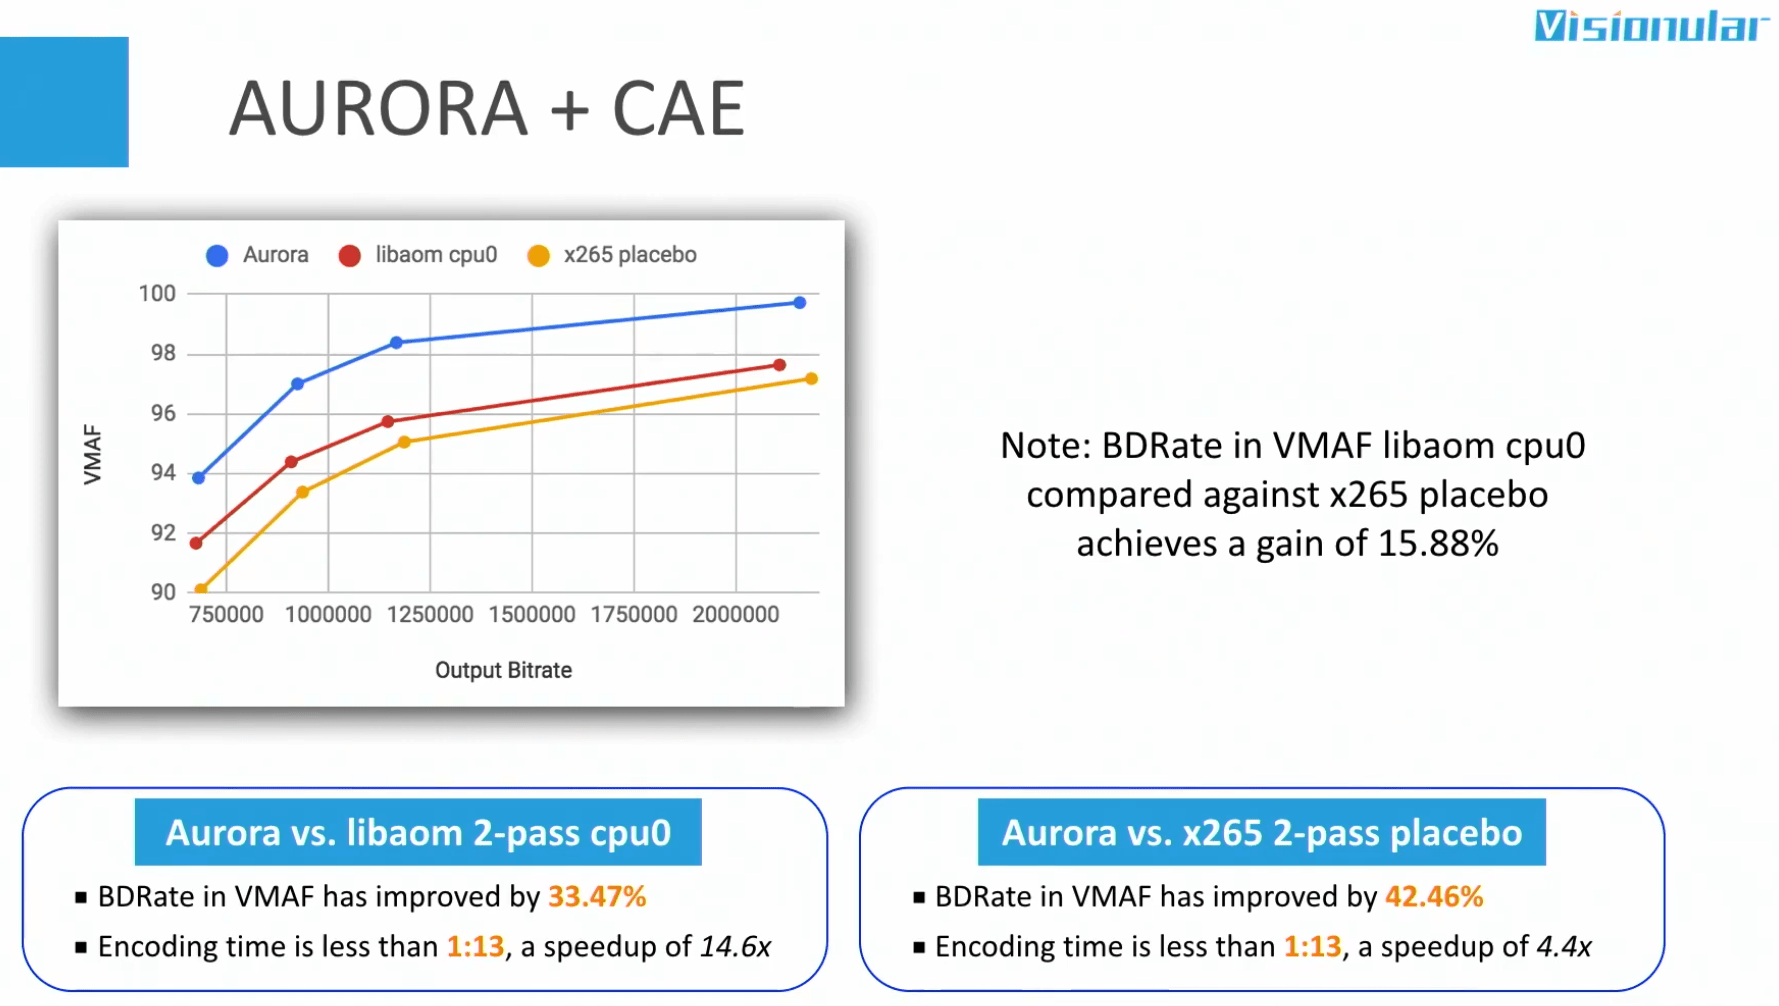 Visionular
AURORA + CAE
Aurora
libaom cpu0
x265 placebo
100
98
96
94
92
90
VMAF
750000
1000000
1250000
1500000
1750000
2000000
Output Bitrate
Note: BDRate in VMAF libaom cpu0
compared against x265 placebo
achieves a gain of 15.88%
Aurora vs. libaom 2-pass cpu0
▪ BDRate in VMAF has improved by 33.47%
▪ Encoding time is less than 1:13, a speedup of 14.6x
Aurora vs. x265 2-pass placebo
▪ BDRate in VMAF has improved by 42.46%
▪ Encoding time is less than 1:13, a speedup of 4.4x